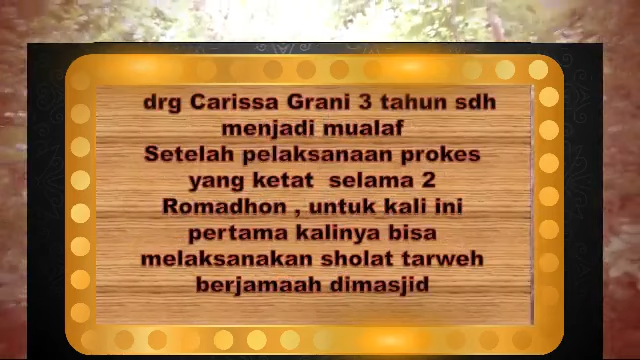 drg Carissa Grani 3 tahun sdh
menjadi mualaf
Setelah pelaksanaan prokes
yang ketat selama 2
Romadhon , untuk kali ini
pertama kalinya bisa
melaksanakan sholat tarweh
berjamaah dimasjid